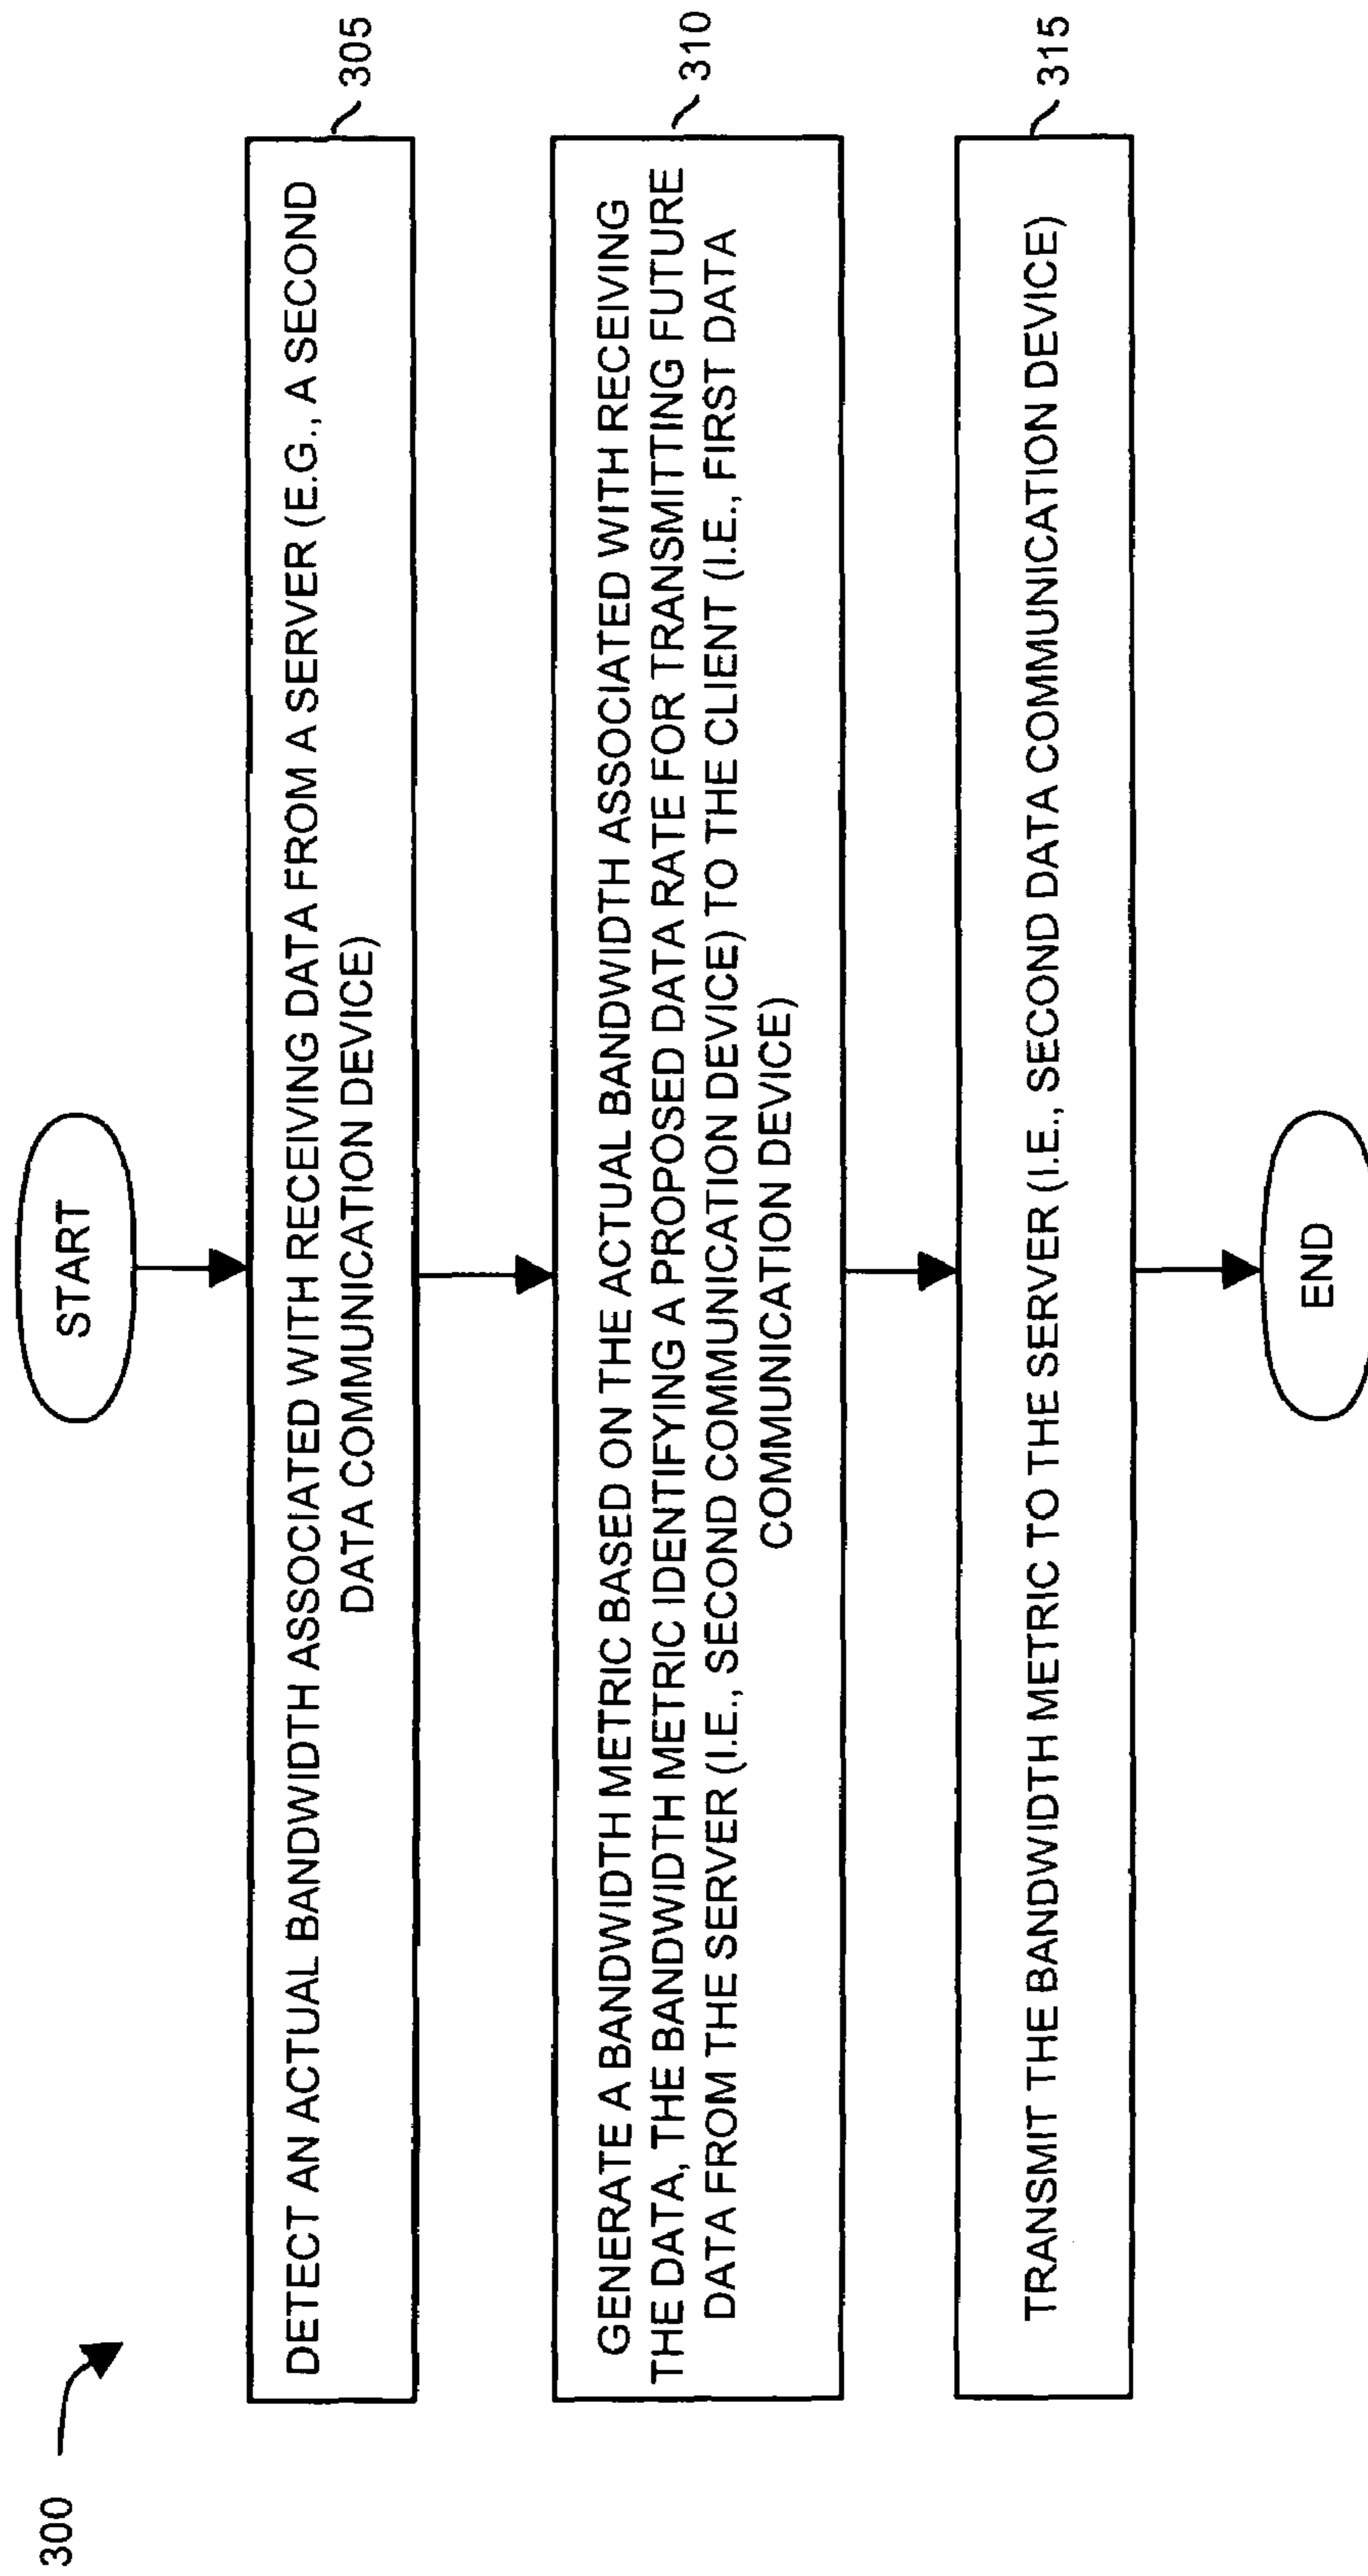 300
START
DETECT AN ACTUAL BANDWIDTH ASSOCIATED WITH RECEIVING DATA FROM A SERVER (E.G., A SECOND
DATA COMMUNICATION DEVICE)
305
GENERATE A BANDWIDTH METRIC BASED ON THE ACTUAL BANDWIDTH ASSOCIATED WITH RECEIVING
THE DATA, THE BANDWIDTH METRIC IDENTIFYING A PROPOSED DATA RATE FOR TRANSMITTING FUTURE
DATA FROM THE SERVER (I.E., SECOND COMMUNICATION DEVICE) TO THE CLIENT (I.E., FIRST DATA
COMMUNICATION DEVICE)
310
TRANSMIT THE BANDWIDTH METRIC TO THE SERVER (I.E., SECOND DATA COMMUNICATION DEVICE)
315
END